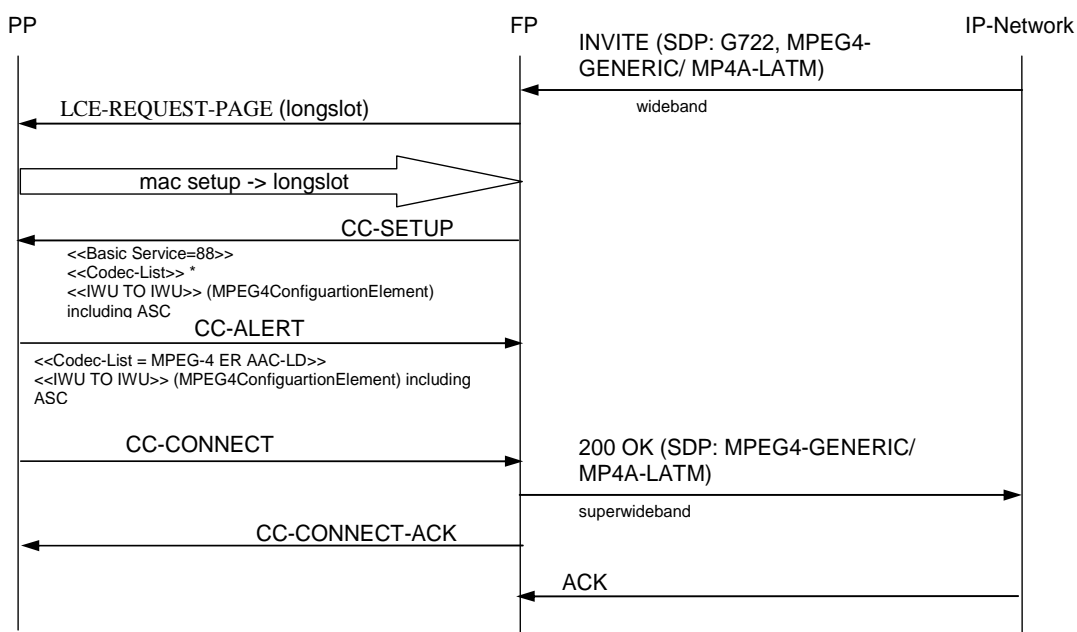 PP
FP
IP-Network
INVITE (SDP: G722, MPEG4-
GENERIC/ MP4A-LATM)
wideband
LCE-REQUEST-PAGE (longslot)
mac setup -> longslot
CC-SETUP
<<Basic Service=88>>
<<Codec-List>> *
<<IWU TO IWU>> (MPEG4ConfiguartionElement)
including ASC
CC-ALERT
<<Codec-List = MPEG-4 ER AAC-LD>>
<<IWU TO IWU>> (MPEG4ConfiguartionElement) including
ASC
CC-CONNECT
200 OK (SDP: MPEG4-GENERIC/
MP4A-LATM)
superwideband
CC-CONNECT-ACK
ACK